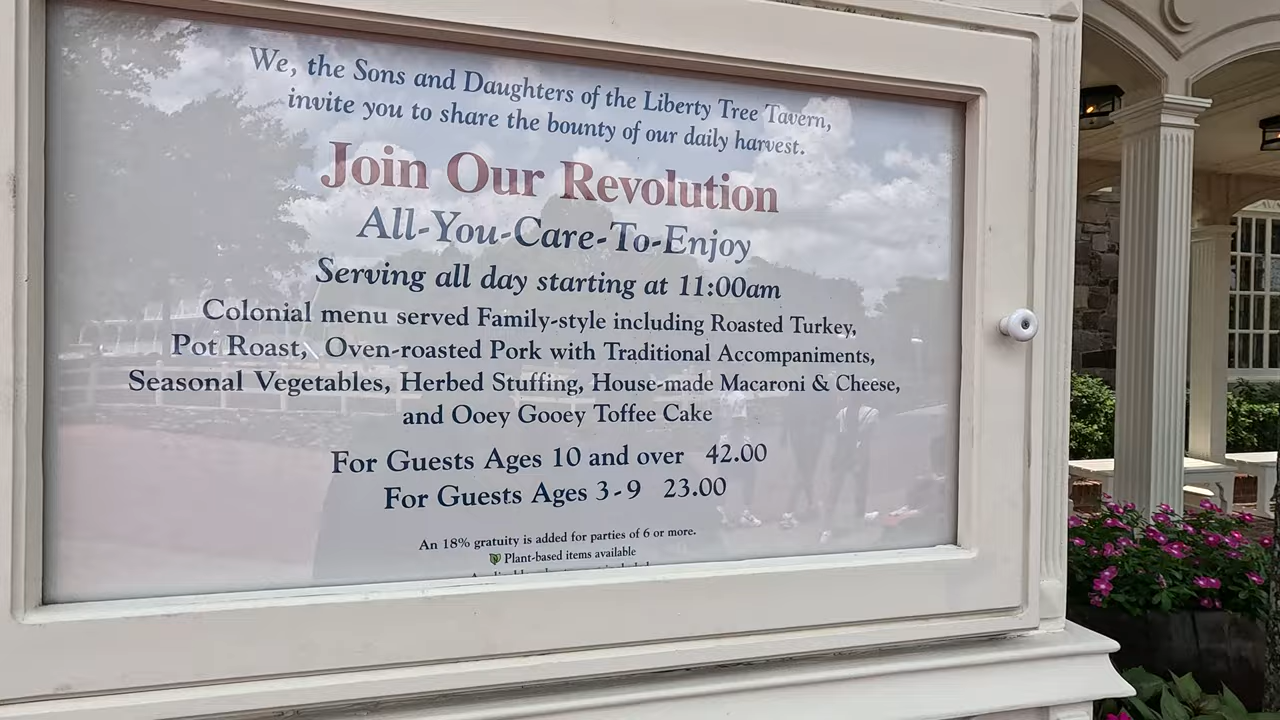 We, the Sons and Daughters of the Liberty Tree Tavern,
invite you to share the bounty of our daily harvest.
Join Our Revolution
All-You-Care-To-Enjoy
Serving all day starting at 11:00am
Colonial menu served Family-style including Roasted Turkey,
Pot Roast, Oven-roasted Pork with Traditional Accompaniments,
Seasonal Vegetables, Herbed Stuffing, House-made Macaroni & Cheese,
and Ooey Gooey Toffee Cake
For Guests Ages 10 and over 42.00
For Guests Ages 3-9 23.00
An 18% gratuity is added for parties of 6 or more.
Plant-based items available